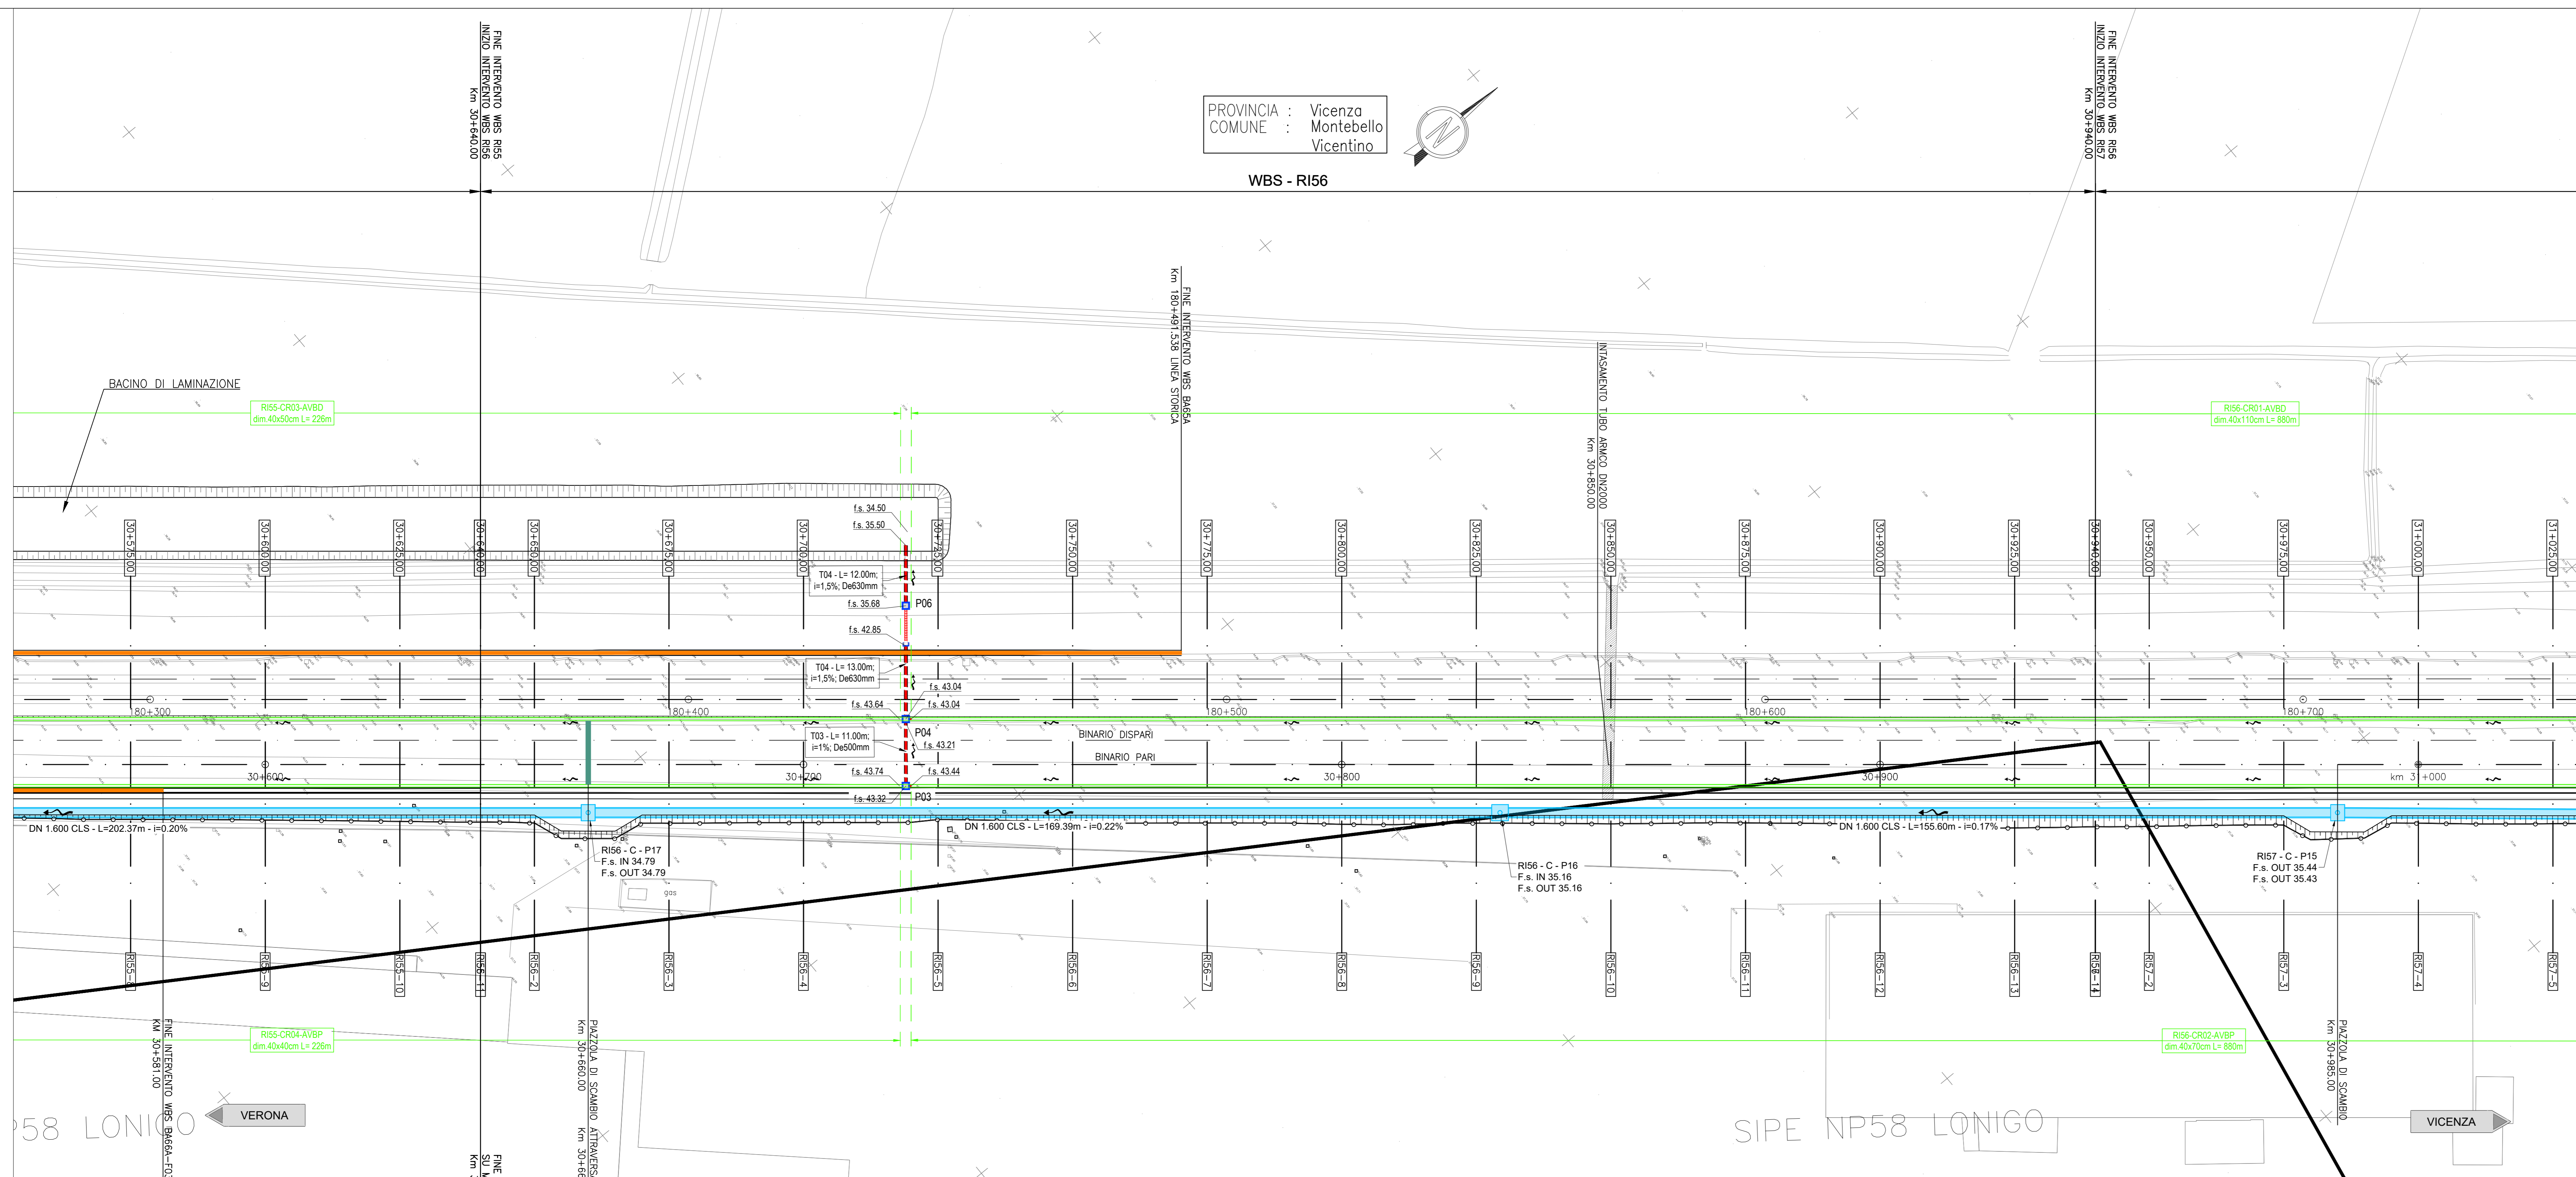 FINE INTERVENTO WBS RI55
INIZIO INTERVENTO WBS RI56
Km 30+640.00
PROVINCIA : Vicenza
COMUNE : Montebello
Vicentino
N
FINE INTERVENTO WBS RI56
INIZIO INTERVENTO WBS RI57
Km 30+940.00
WBS - RI56
FINE INTERVENTO WBS BA65A
Km 180+491.538 LINEA STORICA
INTASAMENTO TUBO ARMCO DN2000
Km 30+850.00
BACINO DI LAMINAZIONE
RI55-CR03-AVBD
dim.40x50cm L= 226m
RI56-CR01-AVBD
dim.40x110cm L= 880m
f.s. 34.50
f.s. 35.50
30+575.00
30+600.00
30+625.00
30+640.00
30+650.00
30+675.00
30+700.00
30+725.00
30+750.00
30+775.00
30+800.00
30+825.00
30+850.00
30+875.00
30+900.00
30+925.00
30+940.00
30+950.00
30+975.00
31+000.00
31+025.00
T04 - L= 12.00m;
i=1,5%; De630mm
f.s. 35.68
P06
f.s. 42.85
T04 - L= 13.00m;
i=1,5%; De630mm
f.s. 43.04
f.s. 43.64
f.s. 43.04
180+300
180+400
180+500
180+600
180+700
P04
T03 - L= 11.00m;
i=1%; De500mm
f.s. 43.21
BINARIO DISPARI
BINARIO PARI
f.s. 43.74
f.s. 43.44
30+600
30+700
30+800
30+900
km 31+000
f.s. 43.32
P03
DN 1.600 CLS - L=202.37m - i=0.20%
DN 1.600 CLS - L=169.39m - i=0.22%
DN 1.600 CLS - L=155.60m - i=0.17%
RI56 - C - P17
F.s. IN 34.79
F.s. OUT 34.79
RI56 - C - P16
F.s. IN 35.16
F.s. OUT 35.16
RI57 - C - P15
F.s. OUT 35.44
F.s. OUT 35.43
gas
RI55-8
RI55-9
RI55-10
RI56-11
RI56-2
RI56-3
RI56-4
RI56-5
RI56-6
RI56-7
RI56-8
RI56-9
RI56-10
RI56-11
RI56-12
RI56-13
RI57-2
RI57-3
RI57-4
RI57-5
RI55-CR04-AVBP
dim.40x40cm L= 226m
RI56-CR02-AVBP
dim.40x70cm L= 880m
FINE INTERVENTO WBS BA66A-F03
KM 30+581.00
PIAZZOLA DI SCAMBIO ATTRAVERSA
Km 30+660.00 Km 30+66
PIAZZOLA DI SCAMBIO
Km 30+985.00
VERONA
P58 LONIGO
SIPE NP58 LONIGO
VICENZA
FINE
SU M
Km